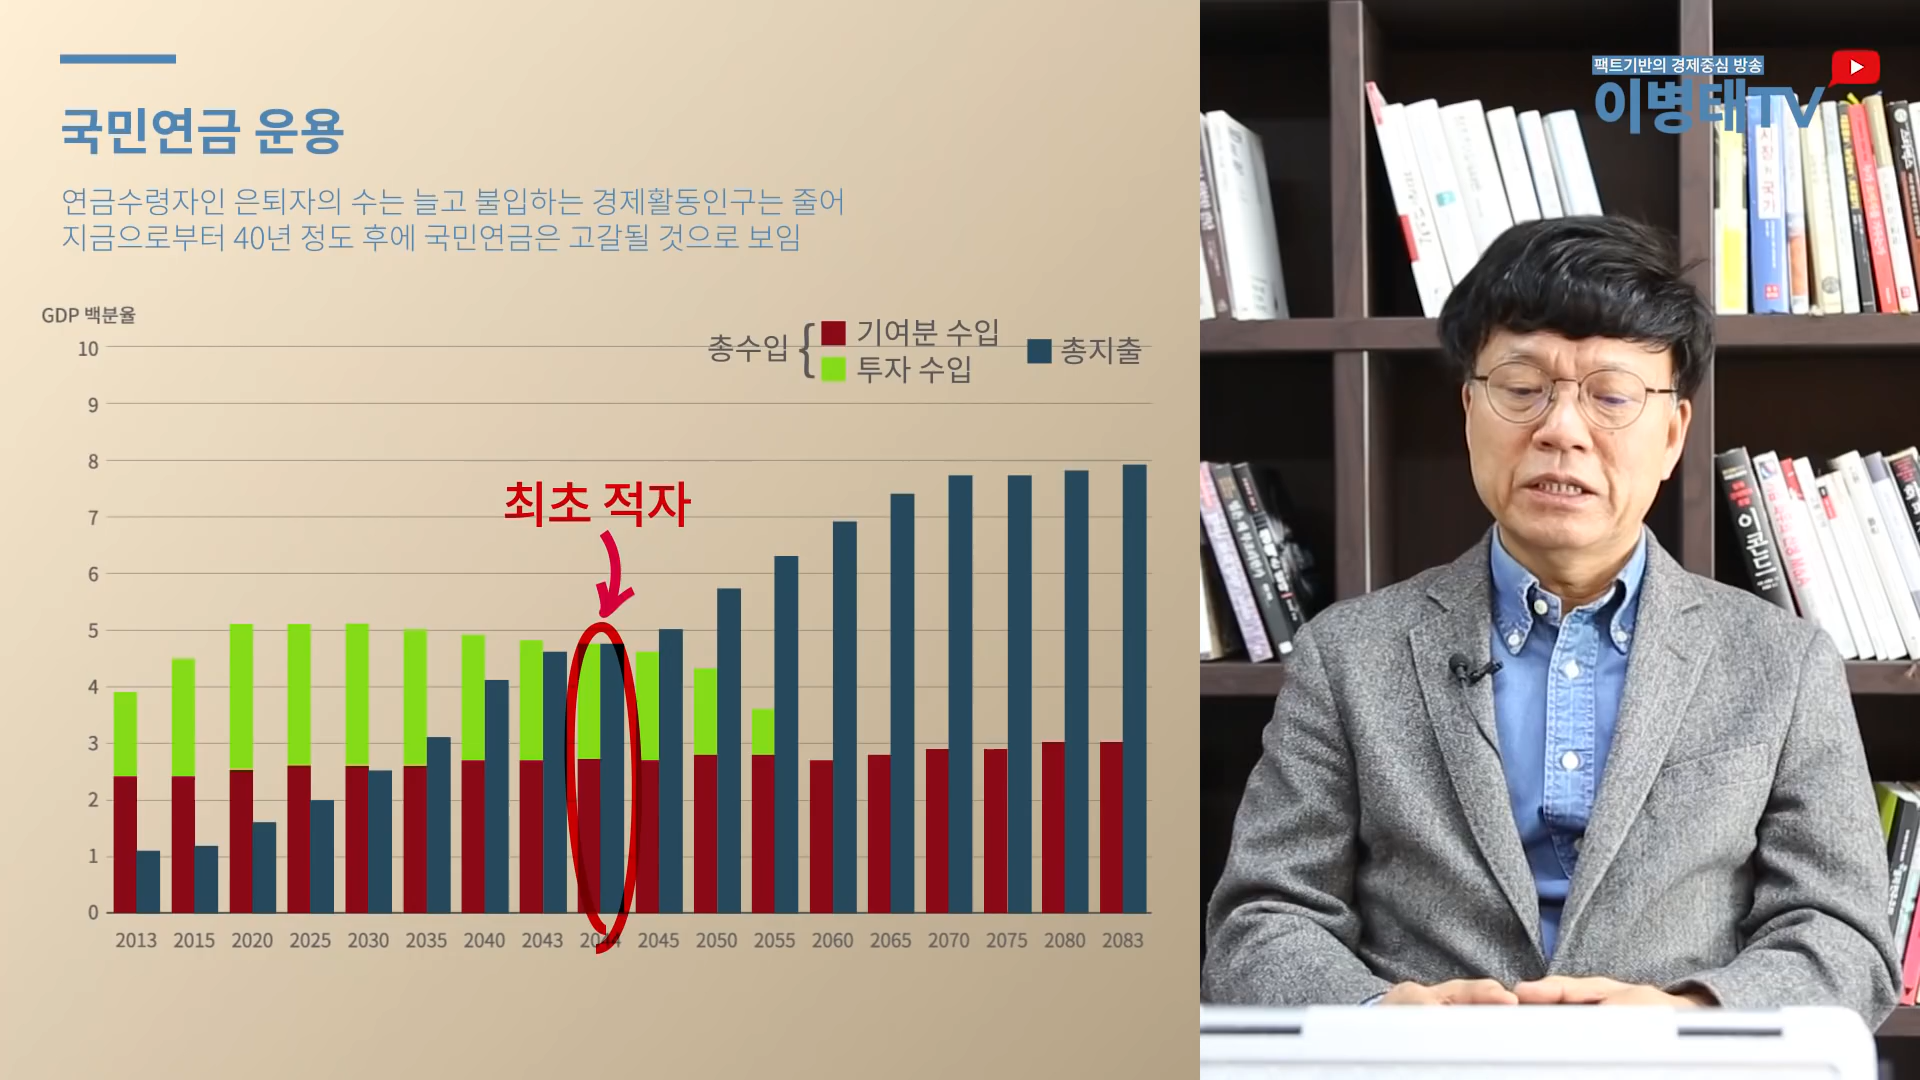 국민연금 운용
연금수령자인 은퇴자의 수는 늘고 불입하는 경제활동인구는 줄어
지금으로부터 40년 정도 후에 국민연금은 고갈될 것으로 보임
GDP 백분율
총수입 { 기여분 수입
투자 수입
총지출
10
9
8
7
6
5
4
3
2
1
0
최초 적자
2013 2015 2020 2025 2030 2035 2040 2043 2044 2045 2050 2055 2060 2065 2070 2075 2080 2083
팩트기반의 경제중심 방송
이병태TV